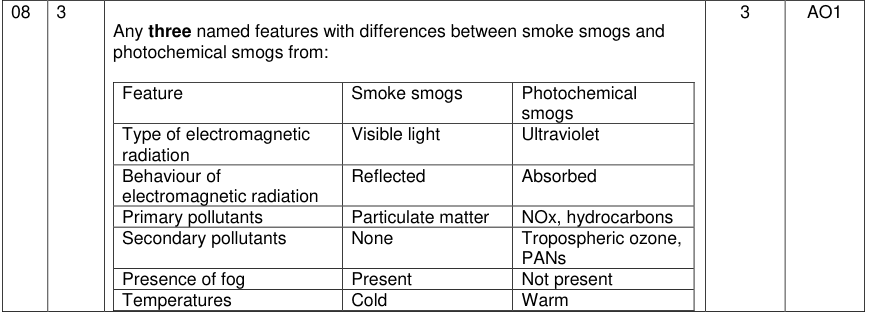 08 3 3 AO1
Any three named features with differences between smoke smogs and
photochemical smogs from:
Feature Smoke smogs Photochemical
smogs
Type of electromagnetic Visible light Ultraviolet
radiation
Behaviour of Reflected Absorbed
electromagnetic radiation
Primary pollutants Particulate matter NOx, hydrocarbons
Secondary pollutants None Tropospheric ozone,
PANs
Presence of fog Present Not present
Temperatures Cold Warm